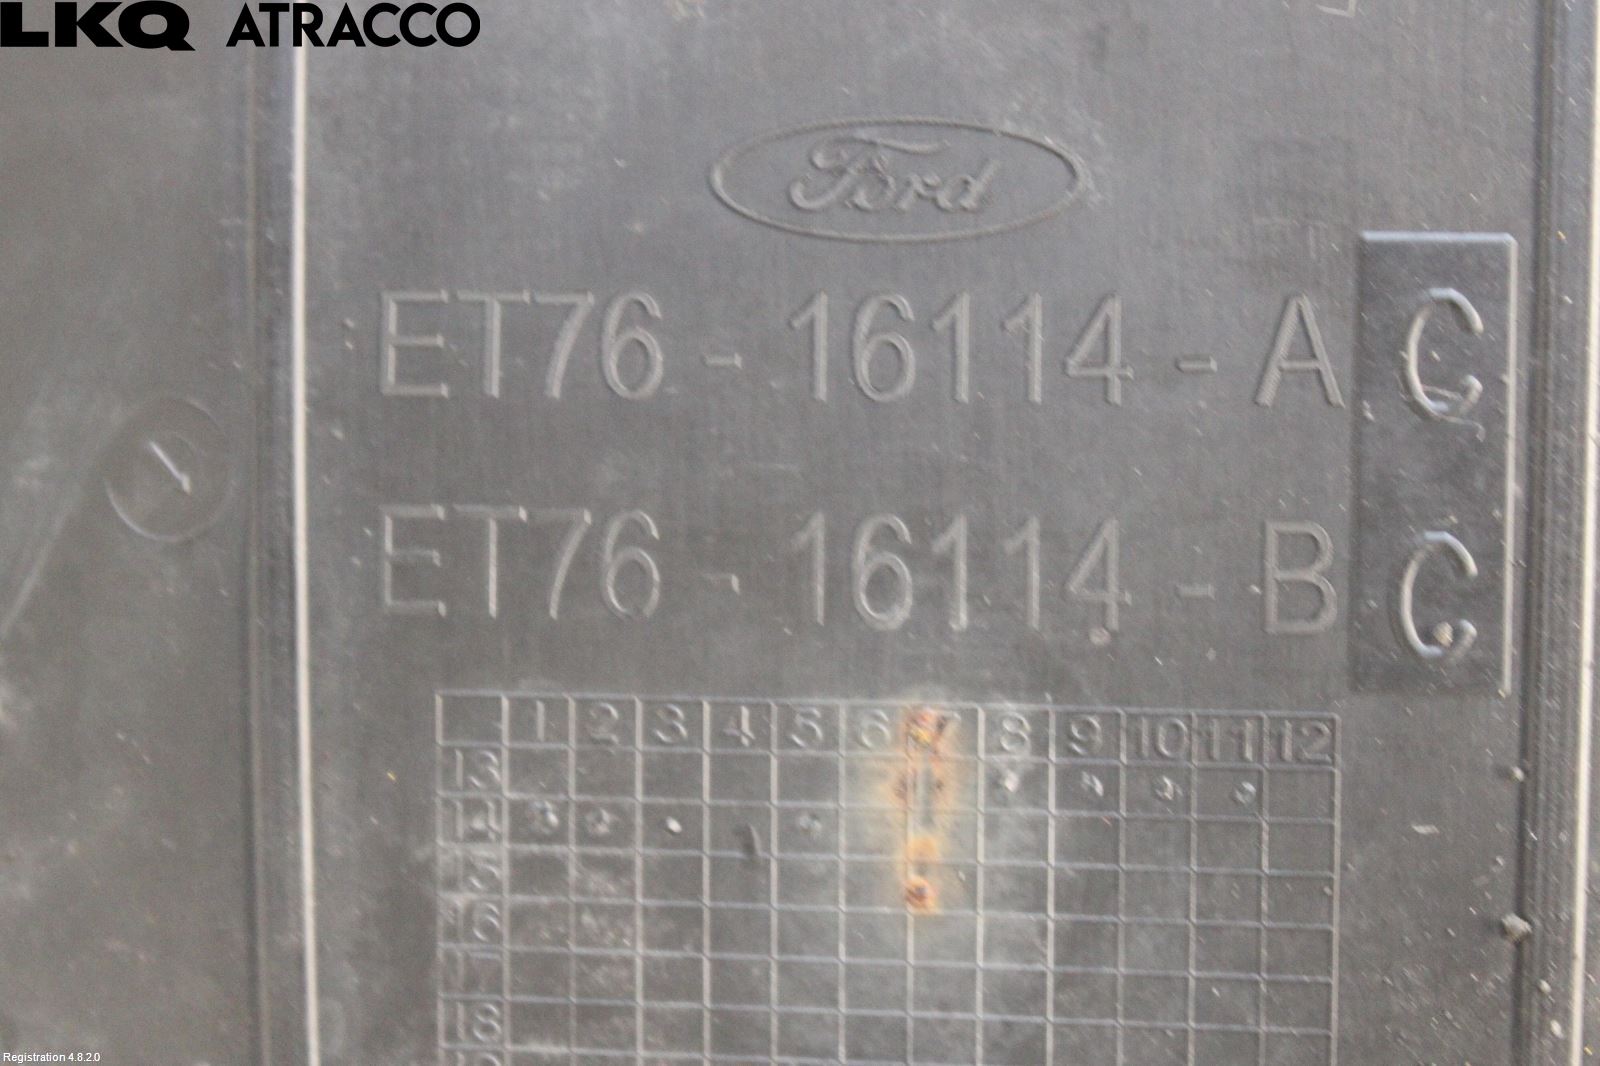 LKQ ATRACCO
Ford
ET76-16114-AC
ET76-16114-BC
1 2 3 4 5 6 7 8 9 10 11 12
13
14
15
16
17
18
Registration 4.8.2.0